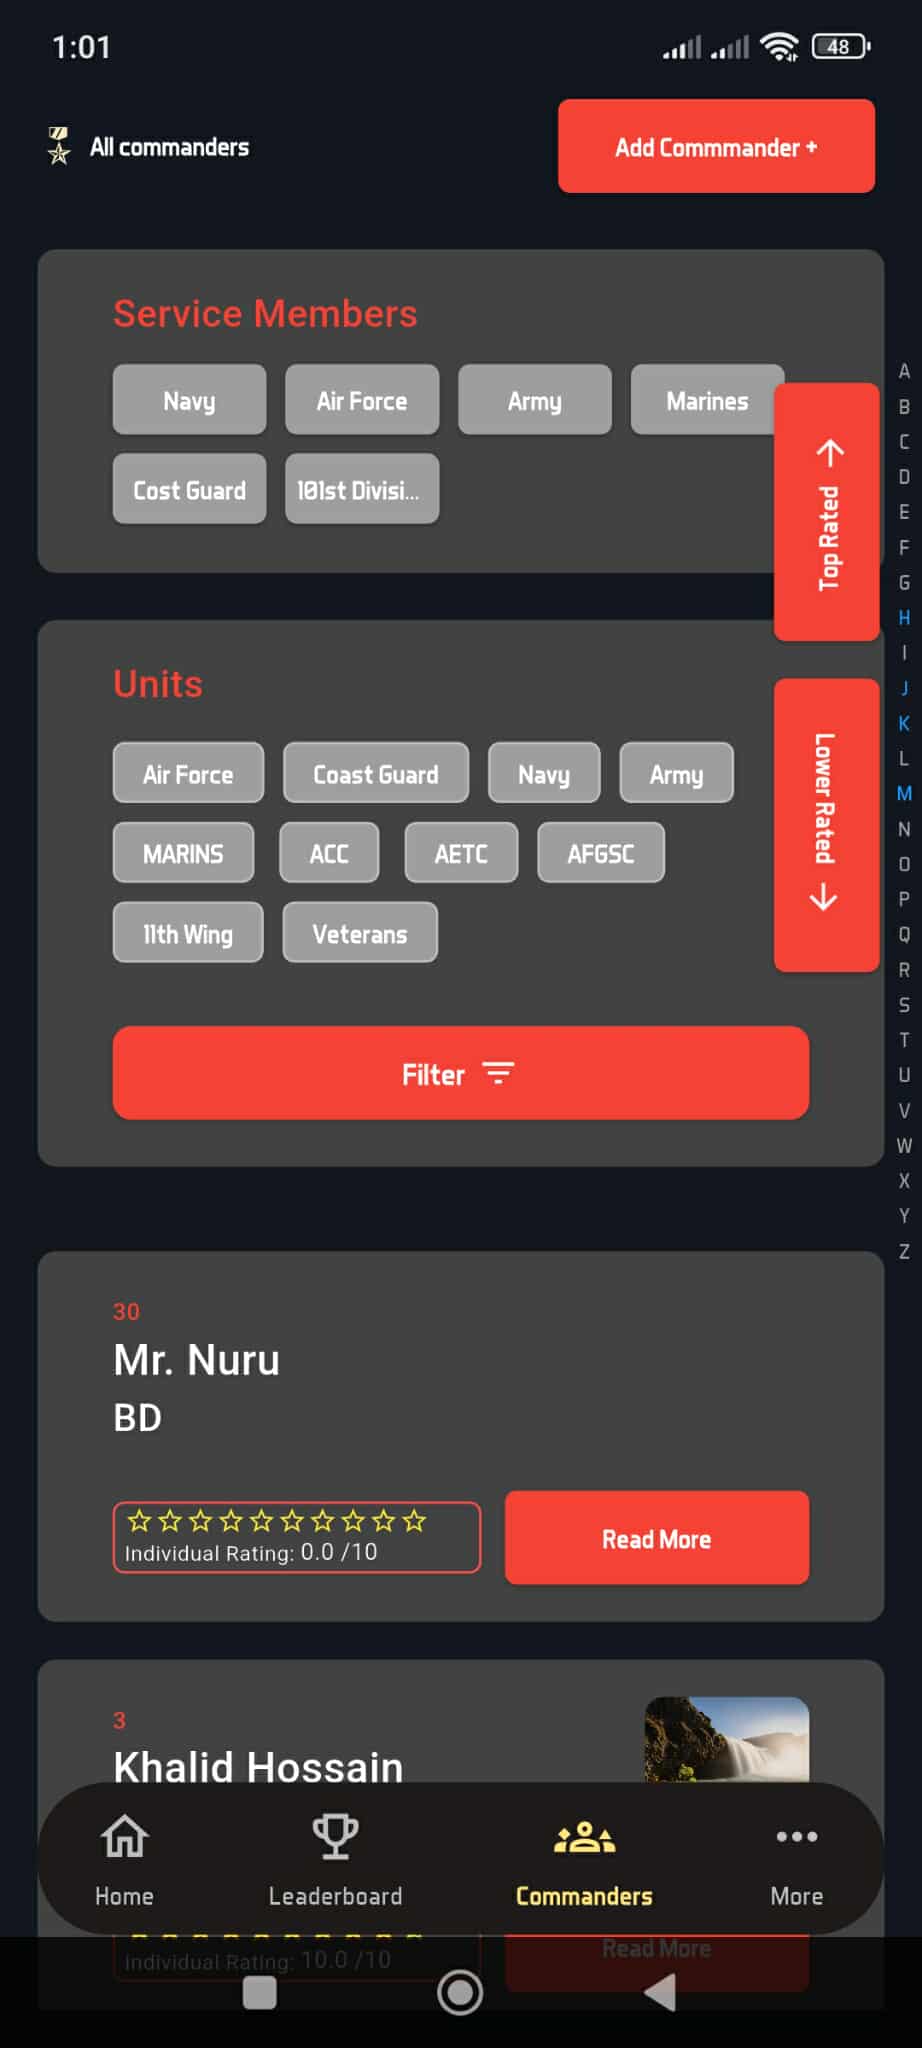 1:01
48
All commanders
Add Commmander +
Service Members
Navy
Air Force
Army
Marines
Cost Guard
101st Divisi...
Top Rated
Units
Air Force
Coast Guard
Navy
Army
MARINS
ACC
AETC
AFGSC
11th Wing
Veterans
Lower Rated
Filter
A
B
C
D
E
F
G
H
I
J
K
L
M
N
O
P
Q
R
S
T
U
V
W
X
Y
Z
30
Mr. Nuru
BD
Individual Rating: 0.0 /10
Read More
3
Khalid Hossain
Home
Leaderboard
Commanders
More
Individual Rating: 10.0 /10
Read More